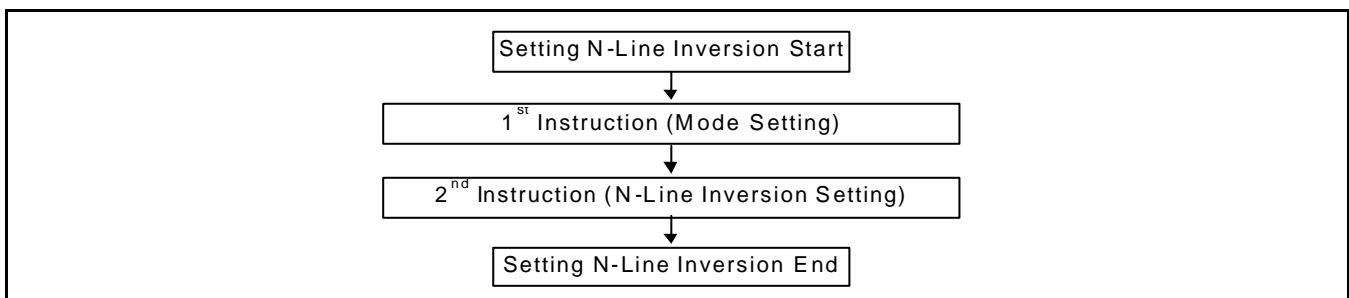 Setting N-Line Inversion Start
1st Instruction (Mode Setting)
2nd Instruction (N-Line Inversion Setting)
Setting N-Line Inversion End